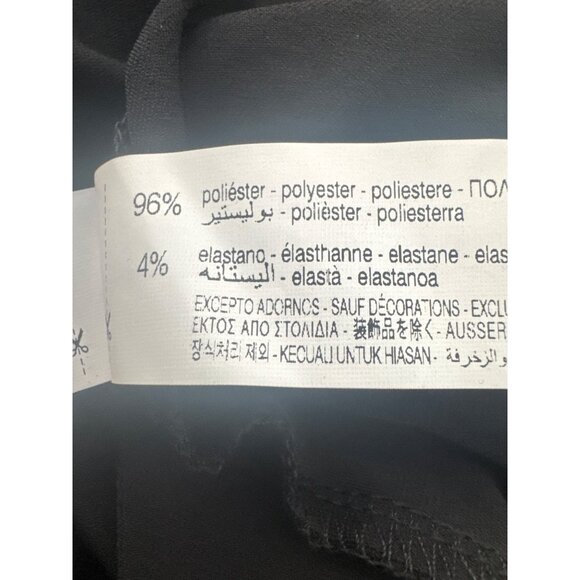 96% poliéster - polyester - poliestere - ПОЛ
بوليستير - polièster - poliesterra
4% elastano - élasthanne - elastane - elas
اليستانه - elastà - elastanoa
EXCEPTO ADORNOS - SAUF DÉCORATIONS - EXCLU
ΕΚΤΟΣ ΑΠΟ ΣΤΟΛΙΔΙΑ - 装飾品を除く - AUSSER
장식처리 제외 - KECUALI UNTUK HIASAN - والزخرفة